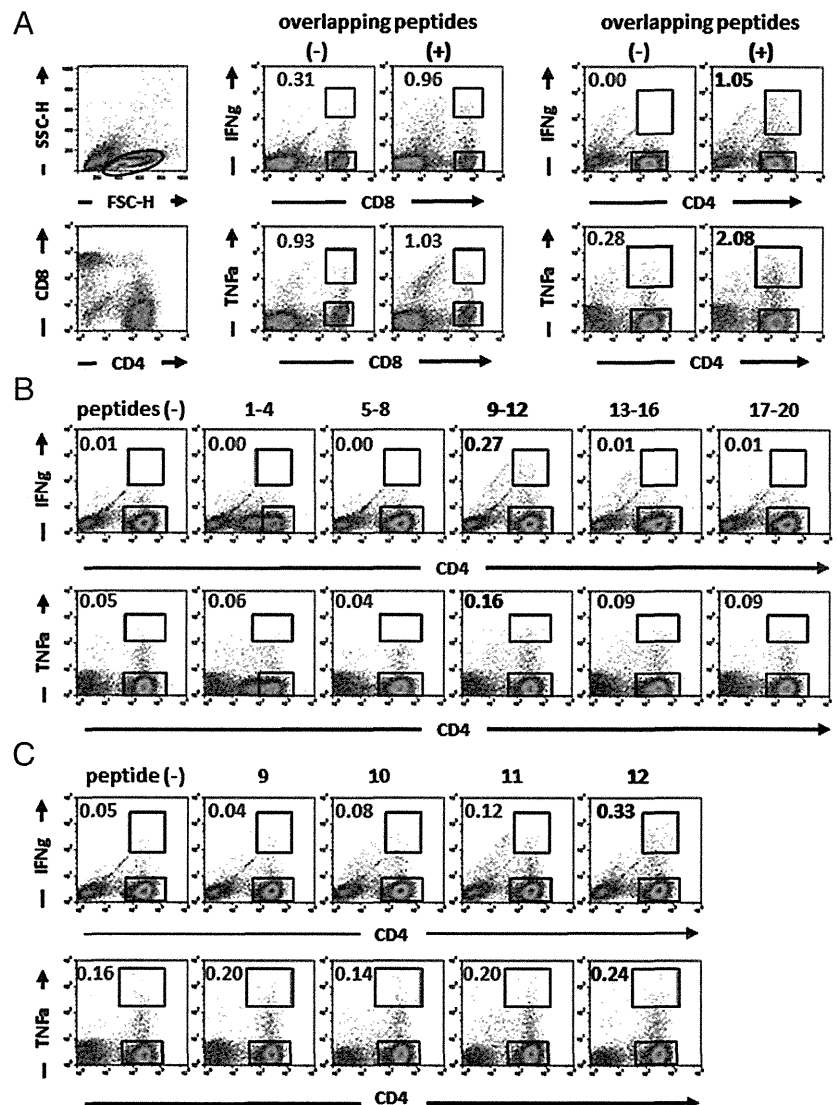 A
overlapping peptides
(-) (+)
overlapping peptides
(-) (+)
SSC-H
FSC-H
IFNg
0.31 0.96
CD8
IFNg
0.00 1.05
CD4
CD8
CD4
TNFa
0.93 1.03
CD8
TNFa
0.28 2.08
CD4
B
peptides (-) 1-4 5-8 9-12 13-16 17-20
IFNg
0.01 0.00 0.00 0.27 0.01 0.01
CD4
TNFa
0.05 0.06 0.04 0.16 0.09 0.09
CD4
C
peptide (-) 9 10 11 12
IFNg
0.05 0.04 0.08 0.12 0.33
CD4
TNFa
0.16 0.20 0.14 0.20 0.24
CD4